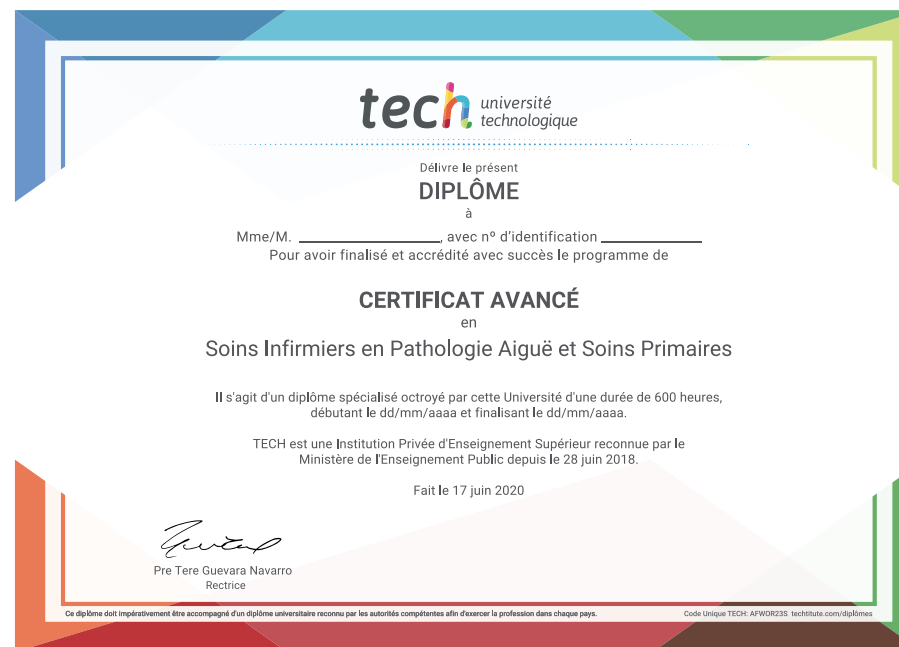 tech université
technologique
Délivre le présent
DIPLÔME
à
Mme/M. ____________________, avec nº d'identification ______________
Pour avoir finalisé et accrédité avec succès le programme de
CERTIFICAT AVANCÉ
en
Soins Infirmiers en Pathologie Aiguë et Soins Primaires
Il s'agit d'un diplôme spécialisé octroyé par cette Université d'une durée de 600 heures,
débutant le dd/mm/aaaa et finalisant le dd/mm/aaaa.
TECH est une Institution Privée d'Enseignement Supérieur reconnue par le
Ministère de l'Enseignement Public depuis le 28 juin 2018.
Fait le 17 juin 2020
Pre Tere Guevara Navarro
Rectrice
Ce diplôme doit impérativement être accompagné d'un diplôme universitaire reconnu par les autorités compétentes afin d'exercer la profession dans chaque pays.
Code Unique TECH: AFWOR23S techtitute.com/diplômes